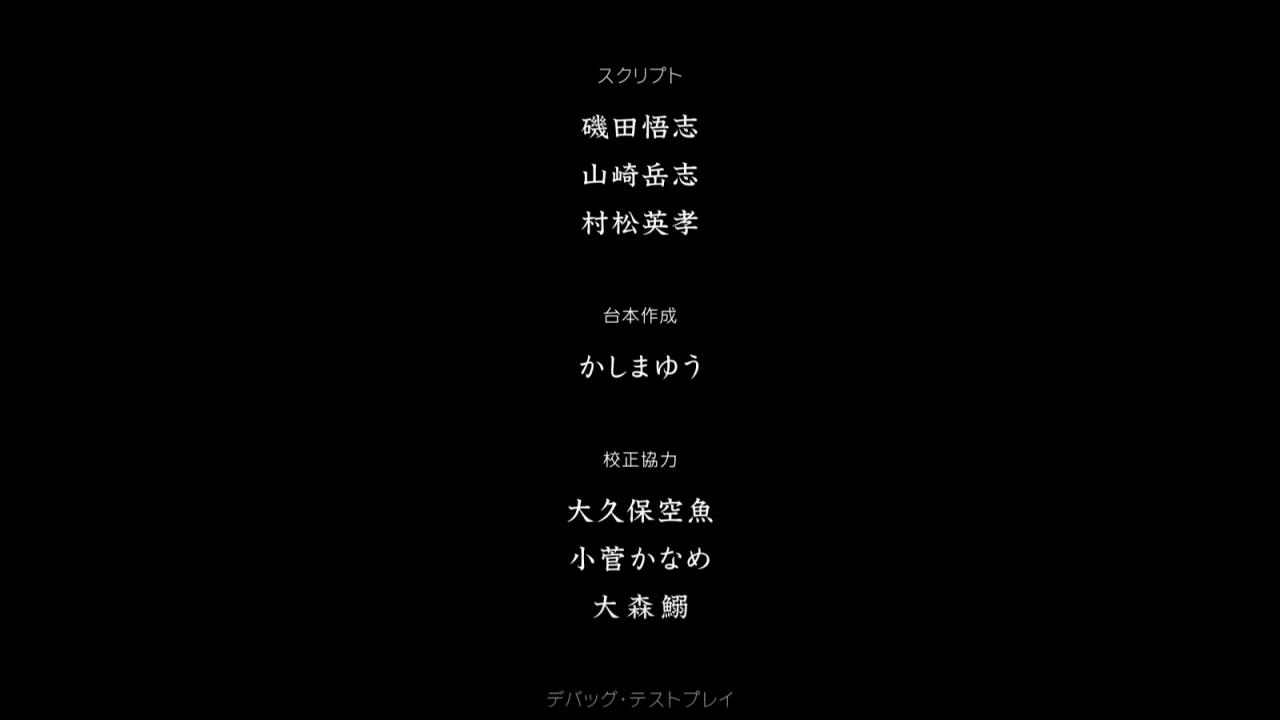 スクリプト
磯田悟志
山崎岳志
村松英孝
台本作成
かしまゆう
校正協力
大久保空魚
小菅かなめ
大森鰯
デバッグ・テストプレイ